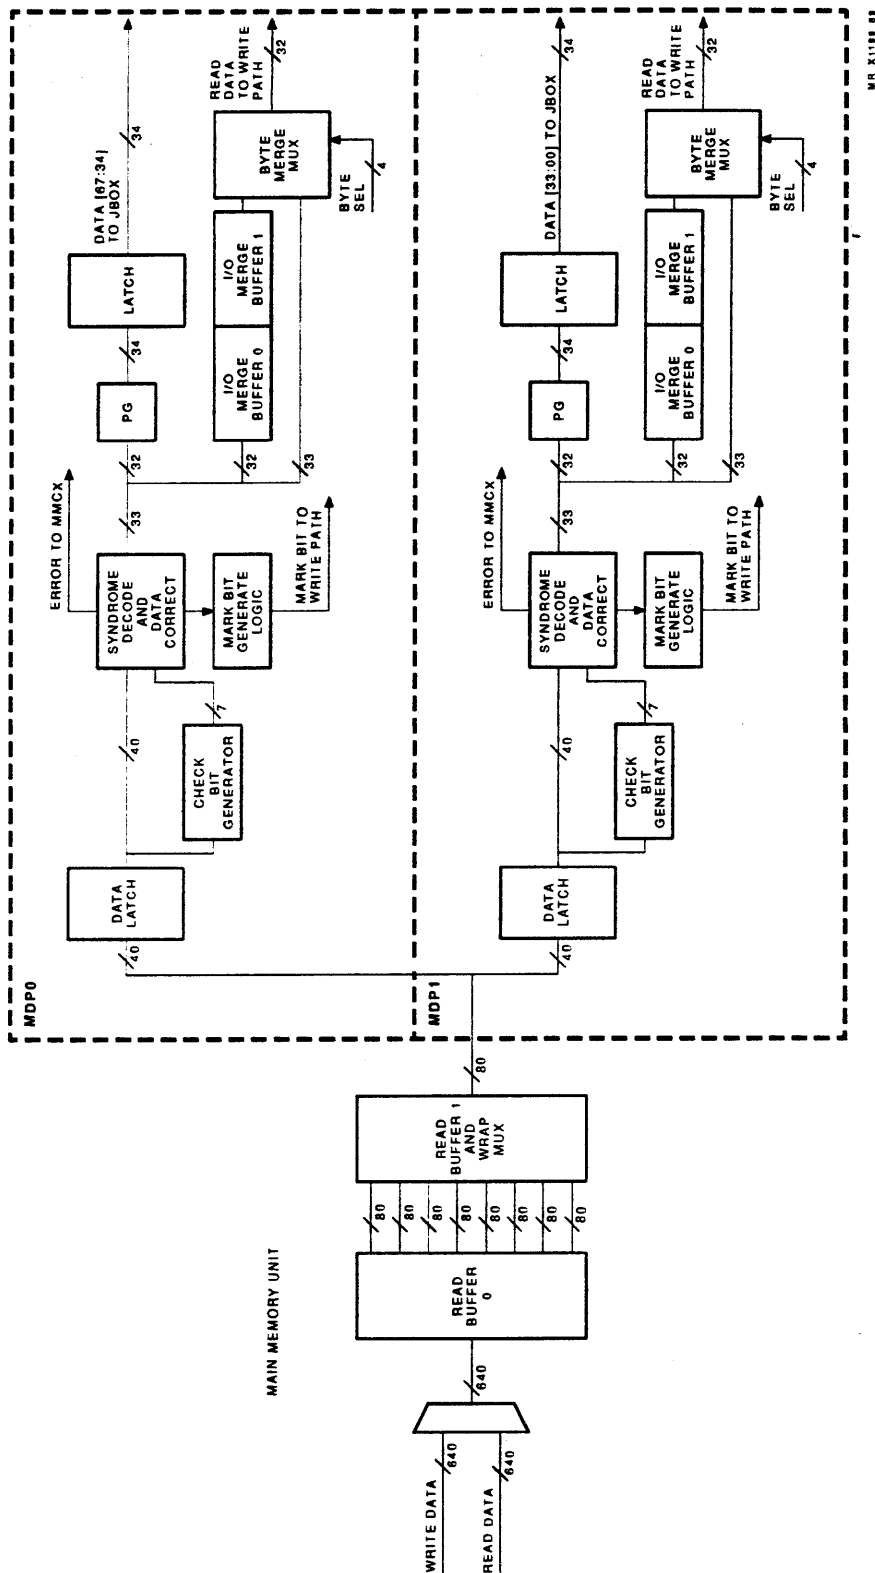 WRITE DATA
640
READ DATA
640
640
MAIN MEMORY UNIT
READ
BUFFER
0
80
80
80
80
80
80
80
80
READ
BUFFER 1
AND
WRAP
MUX
80
MDP0
40
DATA
LATCH
40
CHECK
BIT
GENERATOR
7
SYNDROME
DECODE
AND
DATA
CORRECT
ERROR TO MMCX
MARK BIT
GENERATE
LOGIC
MARK BIT TO
WRITE PATH
33
32
PG
34
LATCH
DATA [67:34]
TO JBOX
34
32
I/O
MERGE
BUFFER 0
I/O
MERGE
BUFFER 1
33
BYTE
MERGE
MUX
BYTE
SEL
4
READ
DATA
TO WRITE
PATH
32
MDP1
40
DATA
LATCH
40
CHECK
BIT
GENERATOR
7
SYNDROME
DECODE
AND
DATA
CORRECT
ERROR TO MMCX
MARK BIT
GENERATE
LOGIC
MARK BIT TO
WRITE PATH
33
32
PG
34
LATCH
DATA [33:00] TO JBOX
34
32
I/O
MERGE
BUFFER 0
I/O
MERGE
BUFFER 1
33
BYTE
MERGE
MUX
BYTE
SEL
4
READ
DATA
TO WRITE
PATH
32